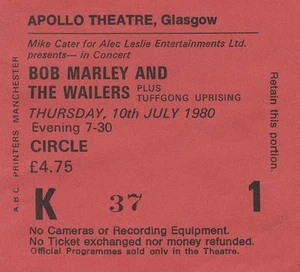 APOLLO THEATRE, Glasgow
Mike Cater for Alec Leslie Entertainments Ltd.
presents— in Concert
BOB MARLEY AND
THE WAILERS PLUS
TUFFGONG UPRISING
THURSDAY, 10th JULY 1980
Evening 7-30
CIRCLE
£4.75
K 37 1
No Cameras or Recording Equipment.
No Ticket exchanged nor money refunded.
Official Programmes sold only in the Theatre.
A.B.C. PRINTERS MANCHESTER
Retain this portion